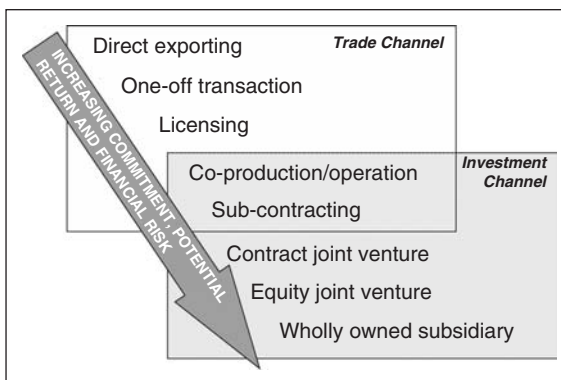 Direct exporting
Trade Channel
One-off transaction
Licensing
Co-production/operation
Investment
Channel
Sub-contracting
Contract joint venture
Equity joint venture
Wholly owned subsidiary
INCREASING COMMITMENT, POTENTIAL
RETURN AND FINANCIAL RISK